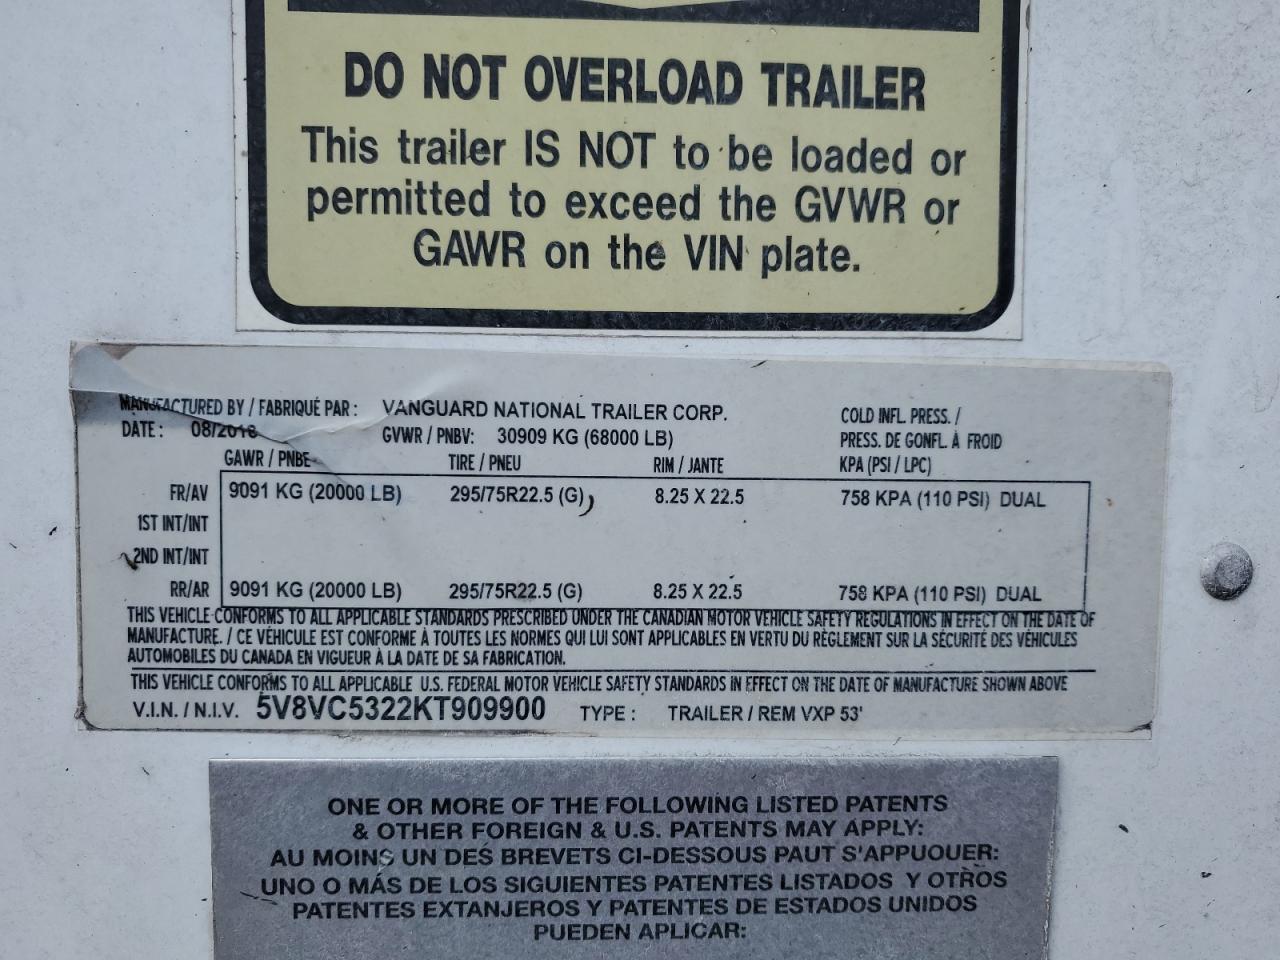 DO NOT OVERLOAD TRAILER
This trailer IS NOT to be loaded or
permitted to exceed the GVWR or
GAWR on the VIN plate.
MANUFACTURED BY / FABRIQUÉ PAR : VANGUARD NATIONAL TRAILER CORP. COLD INFL. PRESS. /
DATE : 08/2018 GVWR / PNBV: 30909 KG (68000 LB) PRESS. DE GONFL. À FROID
GAWR / PNBE TIRE / PNEU RIM / JANTE KPA (PSI / LPC)
FR/AV 9091 KG (20000 LB) 295/75R22.5 (G) 8.25 X 22.5 758 KPA (110 PSI) DUAL
1ST INT/INT
2ND INT/INT
RR/AR 9091 KG (20000 LB) 295/75R22.5 (G) 8.25 X 22.5 758 KPA (110 PSI) DUAL
THIS VEHICLE CONFORMS TO ALL APPLICABLE STANDARDS PRESCRIBED UNDER THE CANADIAN MOTOR VEHICLE SAFETY REGULATIONS IN EFFECT ON THE DATE OF
MANUFACTURE. / CE VÉHICULE EST CONFORME À TOUTES LES NORMES QUI LUI SONT APPLICABLES EN VERTU DU RÈGLEMENT SUR LA SÉCURITÉ DES VÉHICULES
AUTOMOBILES DU CANADA EN VIGUEUR À LA DATE DE SA FABRICATION.
THIS VEHICLE CONFORMS TO ALL APPLICABLE U.S. FEDERAL MOTOR VEHICLE SAFETY STANDARDS IN EFFECT ON THE DATE OF MANUFACTURE SHOWN ABOVE
V.I.N. / N.I.V. 5V8VC5322KT909900 TYPE : TRAILER / REM VXP 53'
ONE OR MORE OF THE FOLLOWING LISTED PATENTS
& OTHER FOREIGN & U.S. PATENTS MAY APPLY:
AU MOINS UN DES BREVETS CI-DESSOUS PAUT S'APPUOUER:
UNO O MÁS DE LOS SIGUIENTES PATENTES LISTADOS Y OTROS
PATENTES EXTANJEROS Y PATENTES DE ESTADOS UNIDOS
PUEDEN APLICAR: